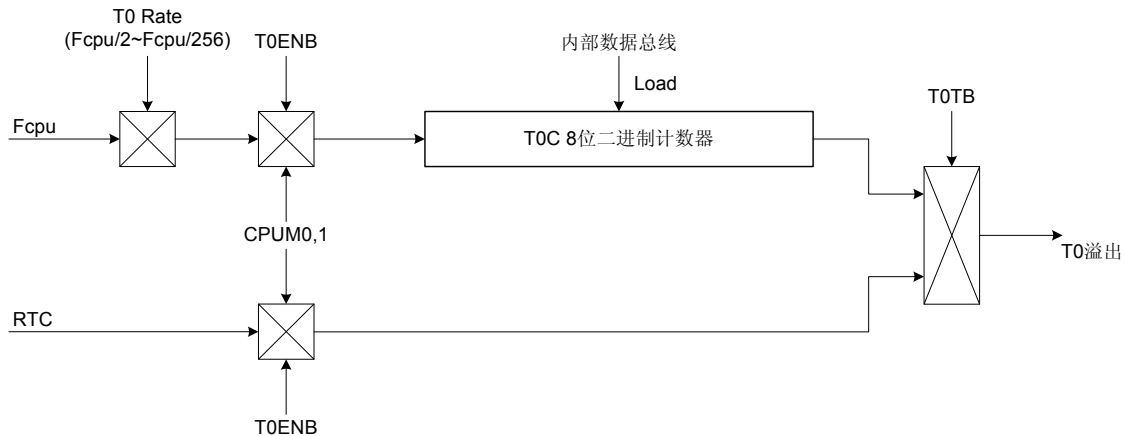 T0 Rate
(Fcpu/2~Fcpu/256)
T0ENB
内部数据总线
Load
T0TB
Fcpu
T0C 8位二进制计数器
CPUM0,1
T0溢出
RTC
T0ENB